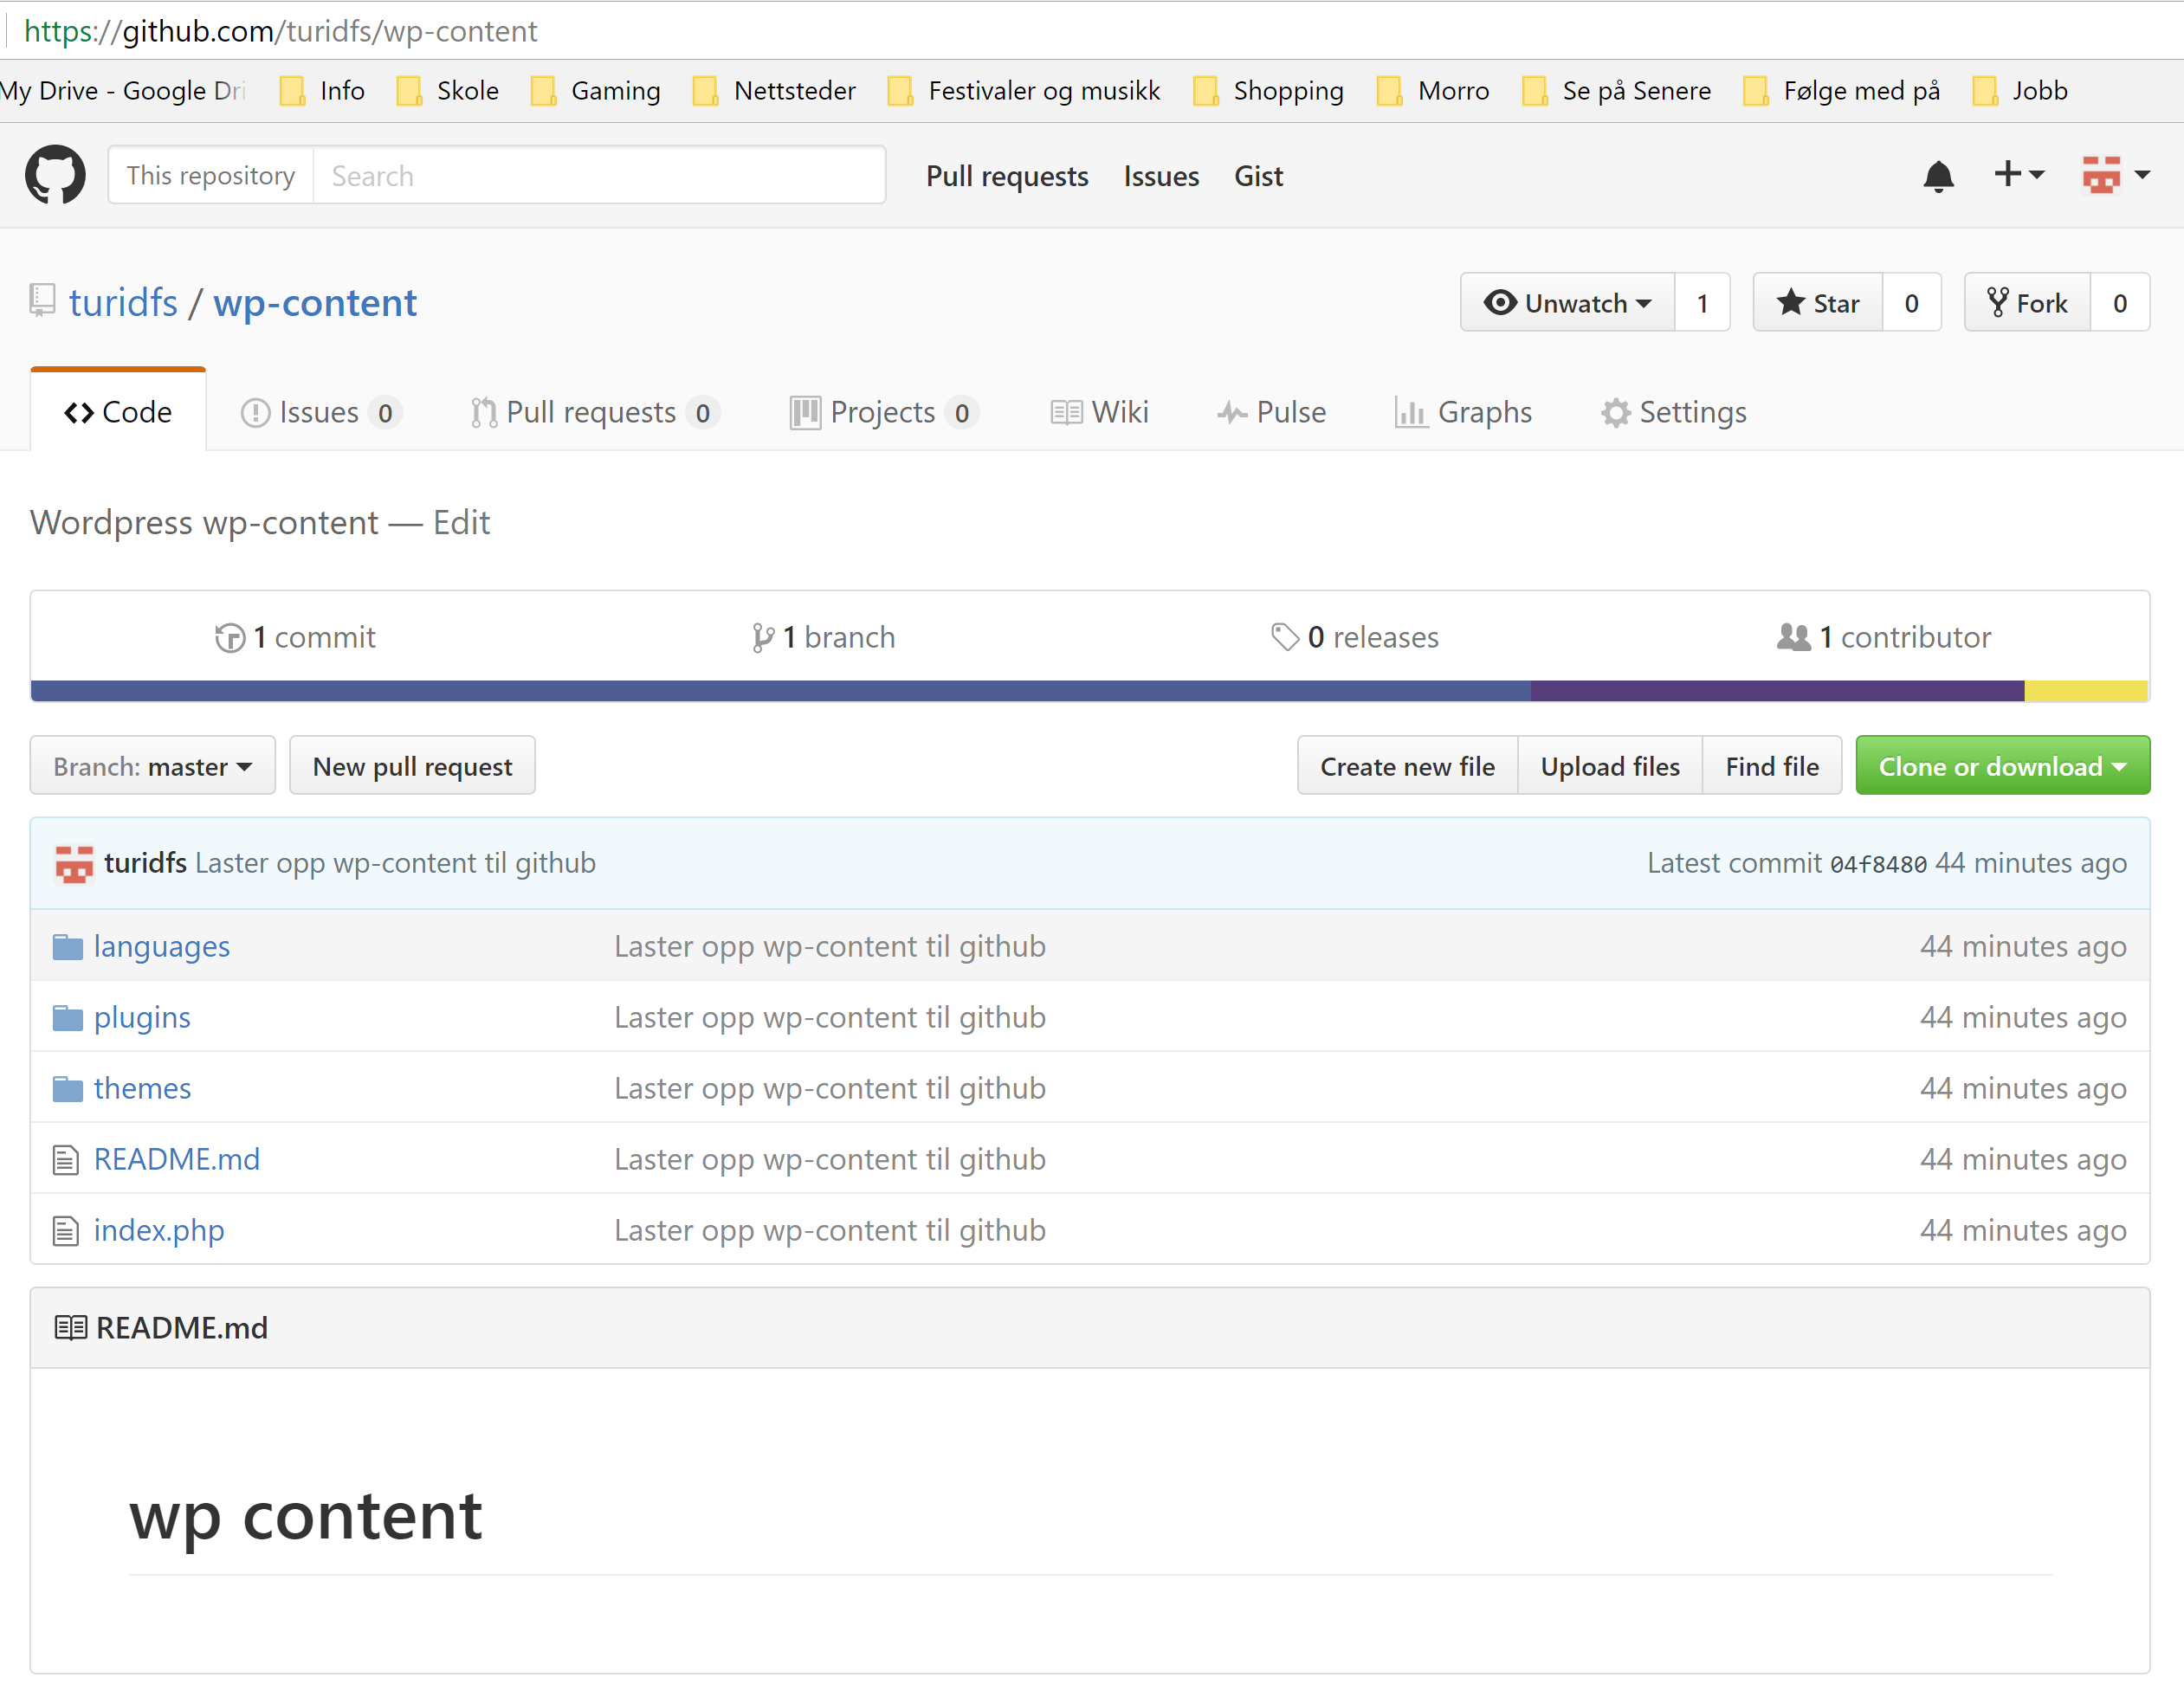 https://github.com/turidfs/wp-content
My Drive - Google Dri Info Skole Gaming Nettsteder Festivaler og musikk Shopping Morro Se på Senere Følge med på Jobb
This repository Search Pull requests Issues Gist
turidfs / wp-content Unwatch 1 Star 0 Fork 0
Code Issues 0 Pull requests 0 Projects 0 Wiki Pulse Graphs Settings
Wordpress wp-content — Edit
1 commit 1 branch 0 releases 1 contributor
Branch: master New pull request Create new file Upload files Find file Clone or download
turidfs Laster opp wp-content til github Latest commit 04f8480 44 minutes ago
languages Laster opp wp-content til github 44 minutes ago
plugins Laster opp wp-content til github 44 minutes ago
themes Laster opp wp-content til github 44 minutes ago
README.md Laster opp wp-content til github 44 minutes ago
index.php Laster opp wp-content til github 44 minutes ago
README.md
wp content